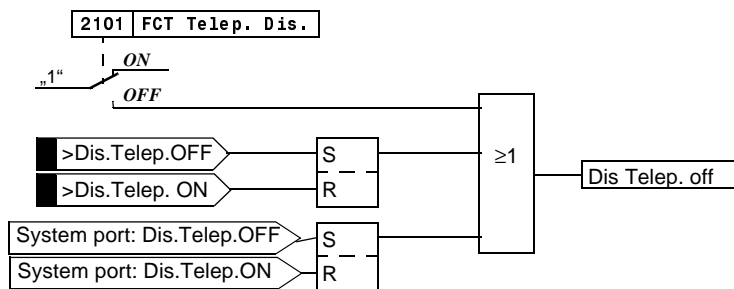 2101 FCT Telep. Dis.
ON
„1“
OFF
>Dis.Telep.OFF
S
≥1
>Dis.Telep. ON
R
Dis Telep. off
System port: Dis.Telep.OFF
S
System port: Dis.Telep.ON
R